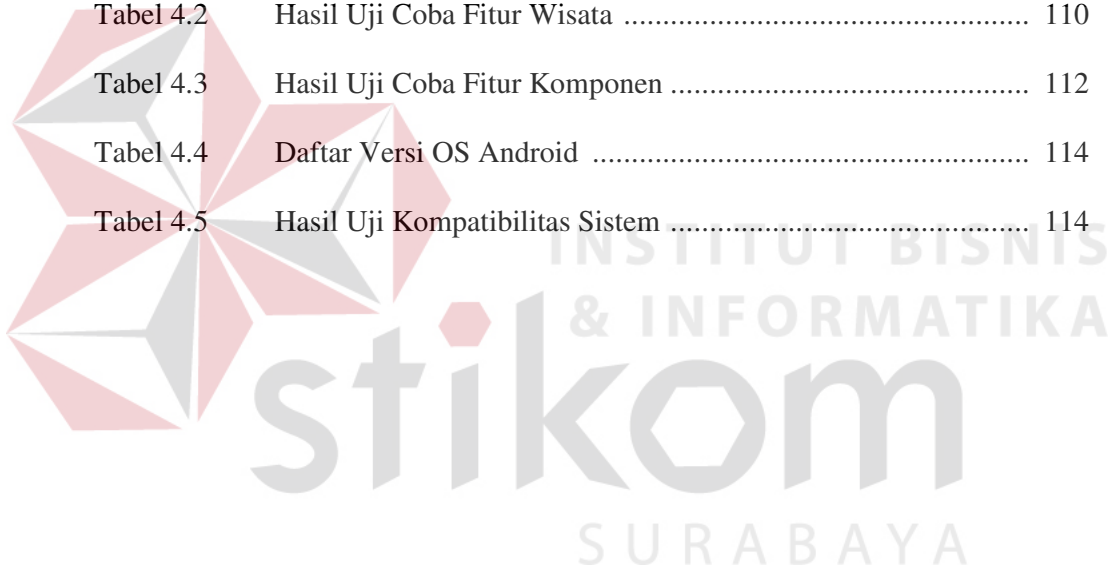 Tabel 4.2 Hasil Uji Coba Fitur Wisata ................................................................ 110
Tabel 4.3 Hasil Uji Coba Fitur Komponen ......................................................... 112
Tabel 4.4 Daftar Versi OS Android ..................................................................... 114
Tabel 4.5 Hasil Uji Kompatibilitas Sistem ......................................................... 114
INSTITUT BISNIS
& INFORMATIKA
stikom
SURABAYA